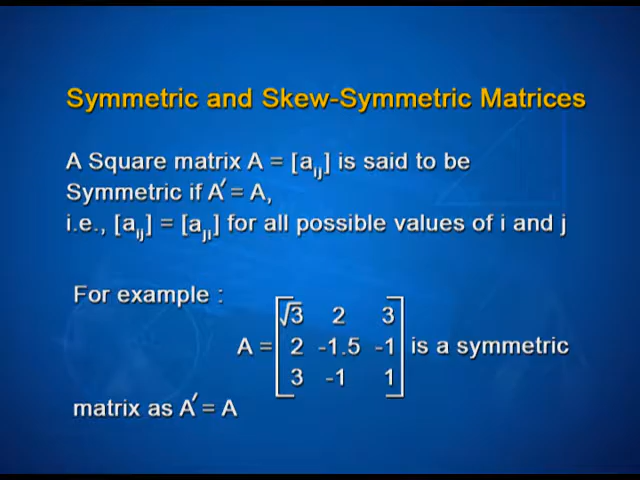 Symmetric and Skew-Symmetric Matrices
A Square matrix A = [aij] is said to be
Symmetric if A′ = A,
i.e., [aij] = [aji] for all possible values of i and j
For example :
√3 2 3
A = 2 -1.5 -1 is a symmetric
3 -1 1
matrix as A′ = A